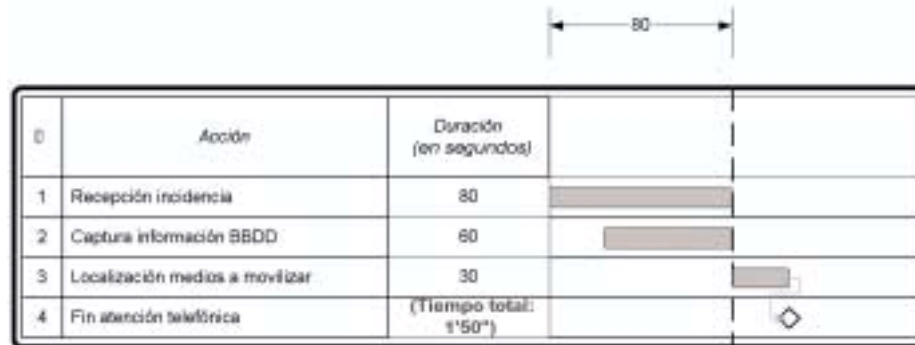 80
Acción
Duración
(en segundos)
1 Recepción incidencia 80
2 Captura información BBDD 60
3 Localización medios a movilizar 30
4 Fin atención telefónica (Tiempo total:
1'50")